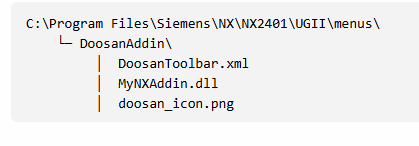 C:\Program Files\Siemens\NX\NX2401\UGII\menus\
└─ DoosanAddin\
│ DoosanToolbar.xml
│ MyNXAddin.dll
│ doosan_icon.png